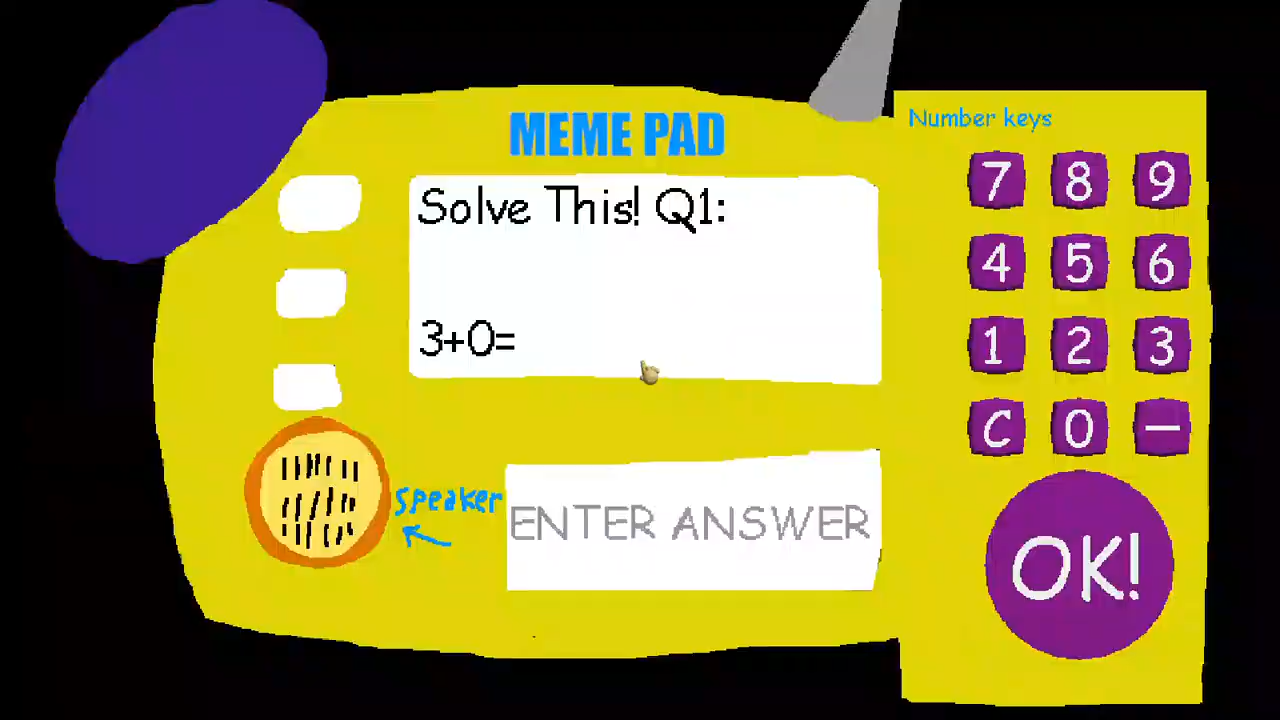 MEME PAD
Number keys
Solve This! Q1:
3+0=
7 8 9
4 5 6
1 2 3
C 0 —
speaker
ENTER ANSWER
OK!